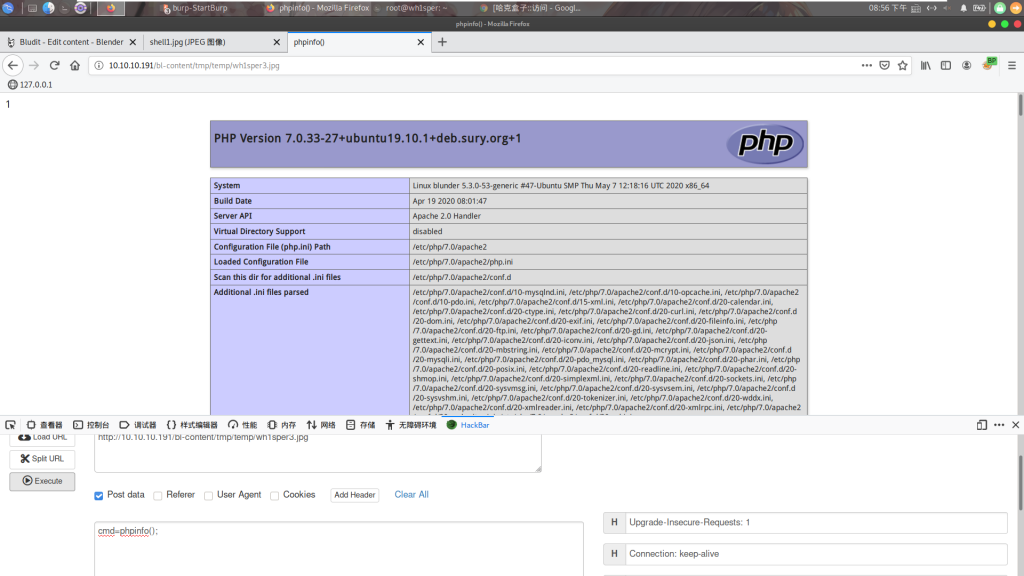 burp-StartBurp
phpinfo() - Mozilla Firefox
root@wh1sper: ~
[哈克盒子::访问 - Googl...
08:56 下午
phpinfo() - Mozilla Firefox
Bludit - Edit content - Blender
shell1.jpg (JPEG 图像)
phpinfo()
10.10.10.191/bl-content/tmp/temp/wh1sper3.jpg
BP
127.0.0.1
1
PHP Version 7.0.33-27+ubuntu19.10.1+deb.sury.org+1
php
System Linux blunder 5.3.0-53-generic #47-Ubuntu SMP Thu May 7 12:18:16 UTC 2020 x86_64
Build Date Apr 19 2020 08:01:47
Server API Apache 2.0 Handler
Virtual Directory Support disabled
Configuration File (php.ini) Path /etc/php/7.0/apache2
Loaded Configuration File /etc/php/7.0/apache2/php.ini
Scan this dir for additional .ini files /etc/php/7.0/apache2/conf.d
Additional .ini files parsed /etc/php/7.0/apache2/conf.d/10-mysqlnd.ini, /etc/php/7.0/apache2/conf.d/10-opcache.ini, /etc/php/7.0/apache2
/conf.d/10-pdo.ini, /etc/php/7.0/apache2/conf.d/15-xml.ini, /etc/php/7.0/apache2/conf.d/20-calendar.ini,
/etc/php/7.0/apache2/conf.d/20-ctype.ini, /etc/php/7.0/apache2/conf.d/20-curl.ini, /etc/php/7.0/apache2/conf.d
/20-dom.ini, /etc/php/7.0/apache2/conf.d/20-exif.ini, /etc/php/7.0/apache2/conf.d/20-fileinfo.ini, /etc/php
/7.0/apache2/conf.d/20-ftp.ini, /etc/php/7.0/apache2/conf.d/20-gd.ini, /etc/php/7.0/apache2/conf.d/20-
gettext.ini, /etc/php/7.0/apache2/conf.d/20-iconv.ini, /etc/php/7.0/apache2/conf.d/20-json.ini, /etc/php
/7.0/apache2/conf.d/20-mbstring.ini, /etc/php/7.0/apache2/conf.d/20-mcrypt.ini, /etc/php/7.0/apache2/conf.d
/20-mysqli.ini, /etc/php/7.0/apache2/conf.d/20-pdo_mysql.ini, /etc/php/7.0/apache2/conf.d/20-phar.ini, /etc/php
/7.0/apache2/conf.d/20-posix.ini, /etc/php/7.0/apache2/conf.d/20-readline.ini, /etc/php/7.0/apache2/conf.d/20-
shmop.ini, /etc/php/7.0/apache2/conf.d/20-simplexml.ini, /etc/php/7.0/apache2/conf.d/20-sockets.ini, /etc/php
/7.0/apache2/conf.d/20-sysvmsg.ini, /etc/php/7.0/apache2/conf.d/20-sysvsem.ini, /etc/php/7.0/apache2/conf.d
/20-sysvshm.ini, /etc/php/7.0/apache2/conf.d/20-tokenizer.ini, /etc/php/7.0/apache2/conf.d/20-wddx.ini,
/etc/php/7.0/apache2/conf.d/20-xmlreader.ini, /etc/php/7.0/apache2/conf.d/20-xmlrpc.ini, /etc/php/7.0/apache2
查看器 控制台 调试器 样式编辑器 性能 内存 网络 存储 无障碍环境 HackBar
Load URL
http://10.10.10.191/bl-content/tmp/temp/wh1sper3.jpg
Split URL
Execute
Post data Referer User Agent Cookies Add Header Clear All
cmd=phpinfo();
H Upgrade-Insecure-Requests: 1
H Connection: keep-alive